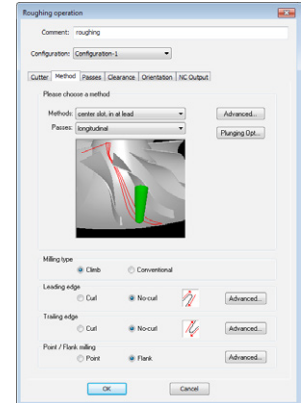 Roughing operation
Comment: roughing
Configuration: Configuration-1
Cutter Method Passes Clearance Orientation NC Output
Please choose a method
Methods: center slot, in at lead Advanced...
Passes: longitudinal Plunging Opt...
Milling type
Climb Conventional
Leading edge
Curl No-curl Advanced...
Trailing edge
Curl No-curl Advanced...
Point / Flank milling
Point Flank Advanced...
OK Cancel